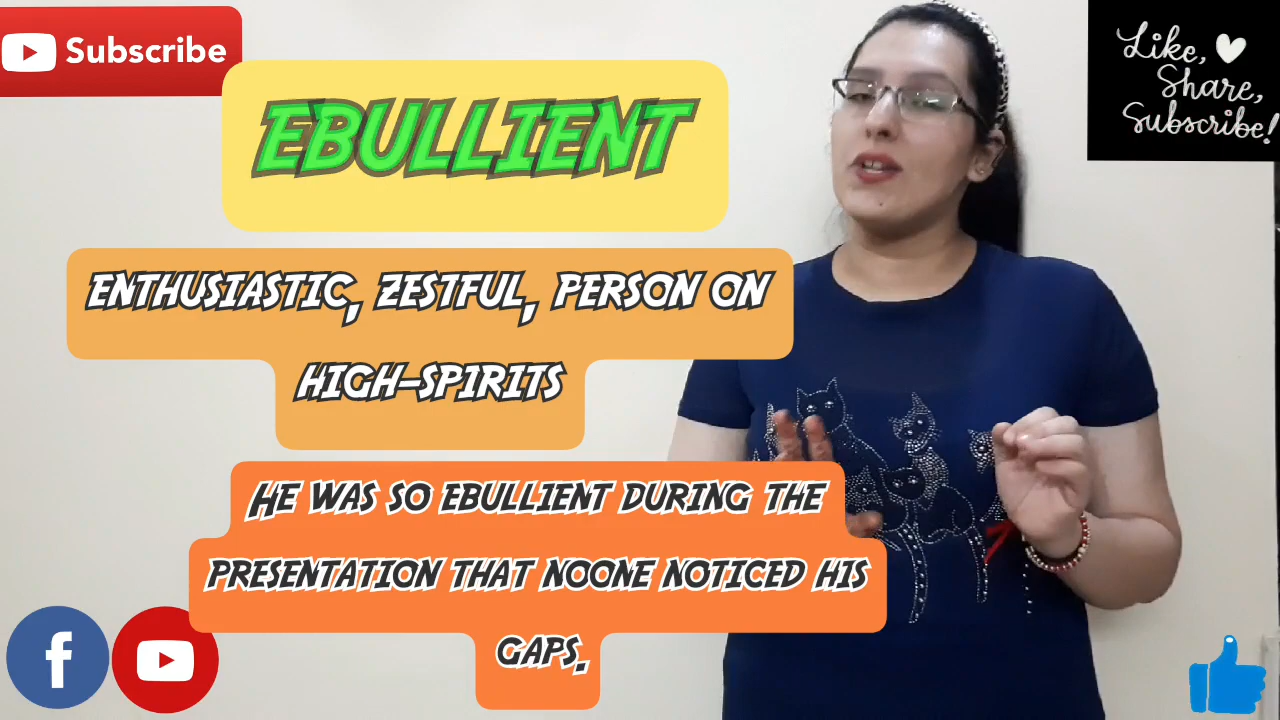 Subscribe
Like,
Share,
Subscribe!
EBULLIENT
ENTHUSIASTIC, ZESTFUL, PERSON ON
HIGH-SPIRITS
HE WAS SO EBULLIENT DURING THE
PRESENTATION THAT NOONE NOTICED HIS
GAPS.
f